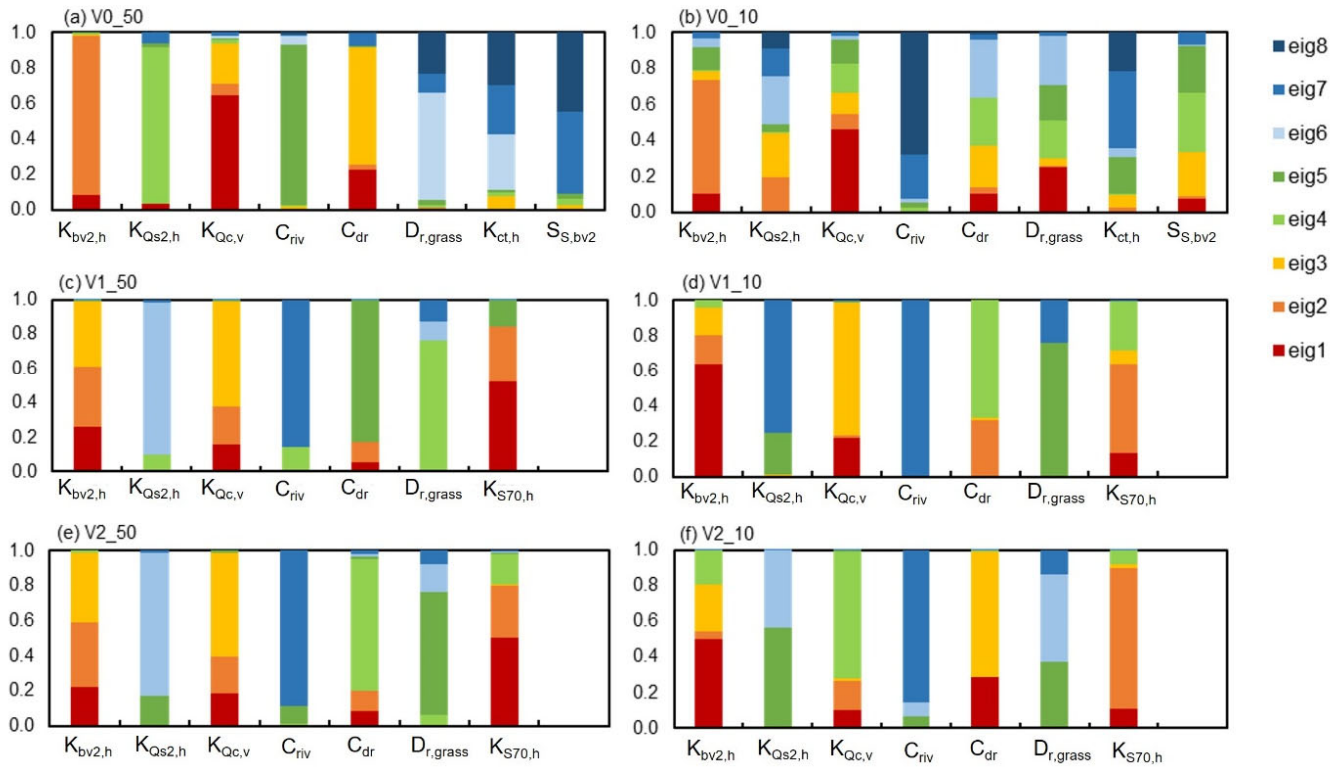 (a) V0_50
1.0
0.8
0.6
0.4
0.2
0.0
Kbv2,h KQs2,h KQc,v Criv Cdr Dr,grass Kct,h SS,bv2
(b) V0_10
1.0
0.8
0.6
0.4
0.2
0.0
Kbv2,h KQs2,h KQc,v Criv Cdr Dr,grass Kct,h SS,bv2
(c) V1_50
1.0
0.8
0.6
0.4
0.2
0.0
Kbv2,h KQs2,h KQc,v Criv Cdr Dr,grass KS70,h
(d) V1_10
1.0
0.8
0.6
0.4
0.2
0.0
Kbv2,h KQs2,h KQc,v Criv Cdr Dr,grass KS70,h
(e) V2_50
1.0
0.8
0.6
0.4
0.2
0.0
Kbv2,h KQs2,h KQc,v Criv Cdr Dr,grass KS70,h
(f) V2_10
1.0
0.8
0.6
0.4
0.2
0.0
Kbv2,h KQs2,h KQc,v Criv Cdr Dr,grass KS70,h
eig8
eig7
eig6
eig5
eig4
eig3
eig2
eig1